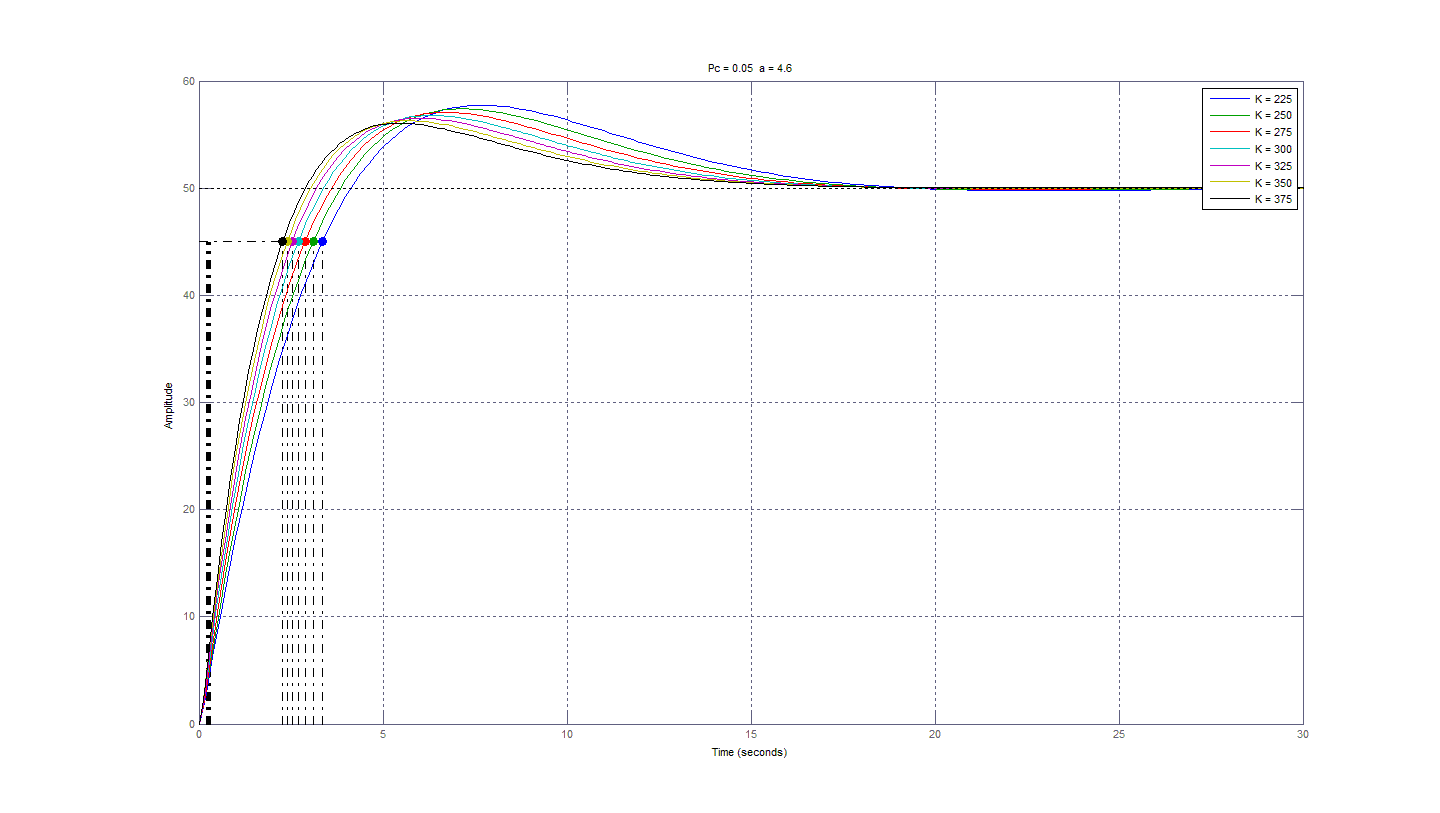 Pc = 0.05  a = 4.6
60
50
40
30
20
10
0
Amplitude
K = 225
K = 250
K = 275
K = 300
K = 325
K = 350
K = 375
0 5 10 15 20 25 30
Time (seconds)